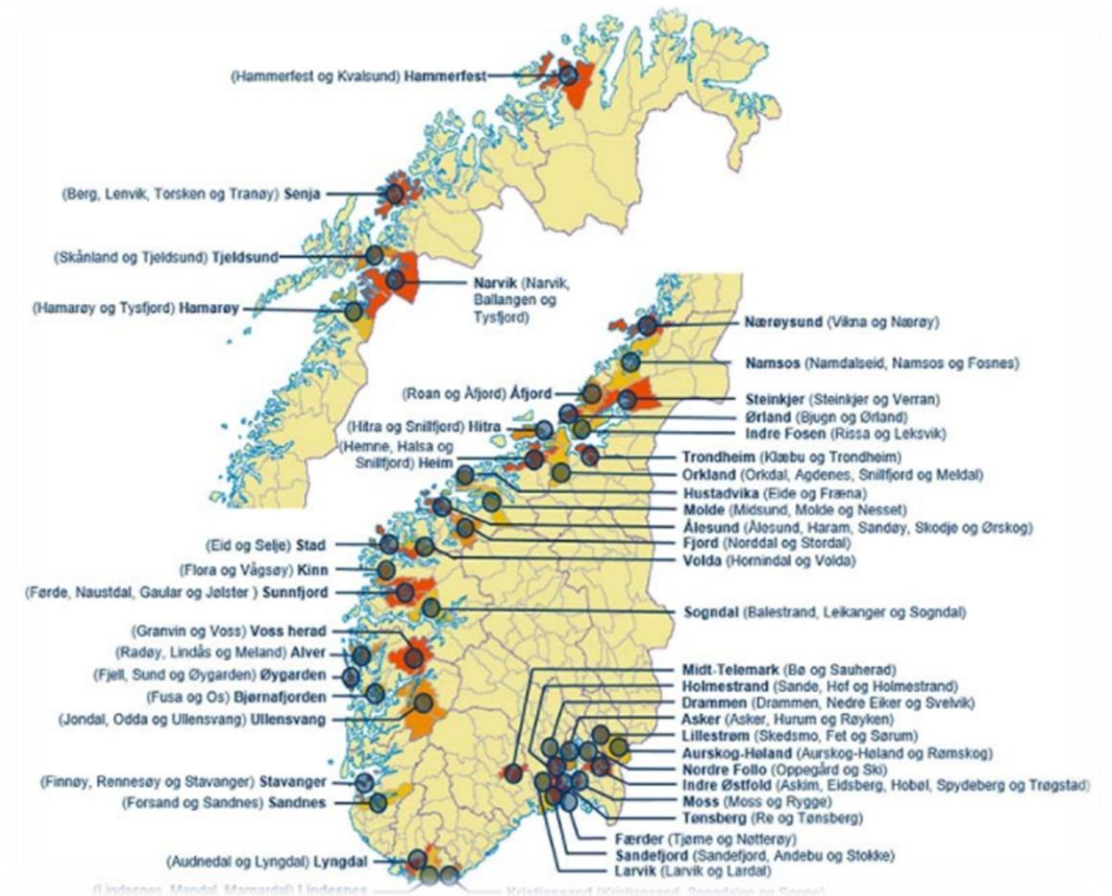 (Hammerfest og Kvalsund) Hammerfest
(Berg, Lenvik, Torsken og Tranøy) Senja
(Skånland og Tjeldsund) Tjeldsund
Narvik (Narvik,
Ballangen og
Tysfjord)
(Hamarøy og Tysfjord) Hamarøy
Nærøysund (Vikna og Nærøy)
Namsos (Namdalseid, Namsos og Fosnes)
(Roan og Åfjord) Åfjord
Steinkjer (Steinkjer og Verran)
Ørland (Bjugn og Ørland)
(Hitra og Snillfjord) Hitra
Indre Fosen (Rissa og Leksvik)
(Hemne, Halsa og
Snillfjord) Heim
Trondheim (Klæbu og Trondheim)
Orkland (Orkdal, Agdenes, Snillfjord og Meldal)
Hustadvika (Eide og Fræna)
Molde (Midsund, Molde og Nesset)
Ålesund (Ålesund, Haram, Sandøy, Skodje og Ørskog)
Fjord (Norddal og Stordal)
(Eid og Selje) Stad
Volda (Hornindal og Volda)
(Flora og Vågsøy) Kinn
(Førde, Naustdal, Gaular og Jølster ) Sunnfjord
Sogndal (Balestrand, Leikanger og Sogndal)
(Granvin og Voss) Voss herad
(Radøy, Lindås og Meland) Alver
(Fjell, Sund og Øygarden) Øygarden
(Fusa og Os) Bjørnafjorden
(Jondal, Odda og Ullensvang) Ullensvang
Midt-Telemark (Bø og Sauherad)
Holmestrand (Sande, Hof og Holmestrand)
Drammen (Drammen, Nedre Eiker og Svelvik)
Asker (Asker, Hurum og Røyken)
Lillestrøm (Skedsmo, Fet og Sørum)
Aurskog-Høland (Aurskog-Høland og Rømskog)
Nordre Follo (Oppegård og Ski)
(Finnøy, Rennesøy og Stavanger) Stavanger
Indre Østfold (Askim, Eidsberg, Hobøl, Spydeberg og Trøgstad)
(Forsand og Sandnes) Sandnes
Moss (Moss og Rygge)
Tønsberg (Re og Tønsberg)
Færder (Tjøme og Nøtterøy)
Sandefjord (Sandefjord, Andebu og Stokke)
(Audnedal og Lyngdal) Lyngdal
Larvik (Larvik og Lardal)
(Lindesnes, Mandal, Marnardal) Lindesnes
Kristiansand (Kristiansand, Songdalen og Søgne)